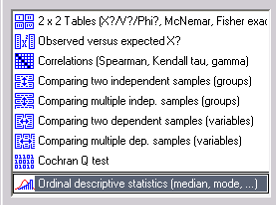 2 x 2 Tables (X?/V?/Phi?, McNemar, Fisher exac
Observed versus expected X?
Correlations (Spearman, Kendall tau, gamma)
Comparing two independent samples (groups)
Comparing multiple indep. samples (groups)
Comparing two dependent samples (variables)
Comparing multiple dep. samples (variables)
Cochran Q test
Ordinal descriptive statistics (median, mode, ...)